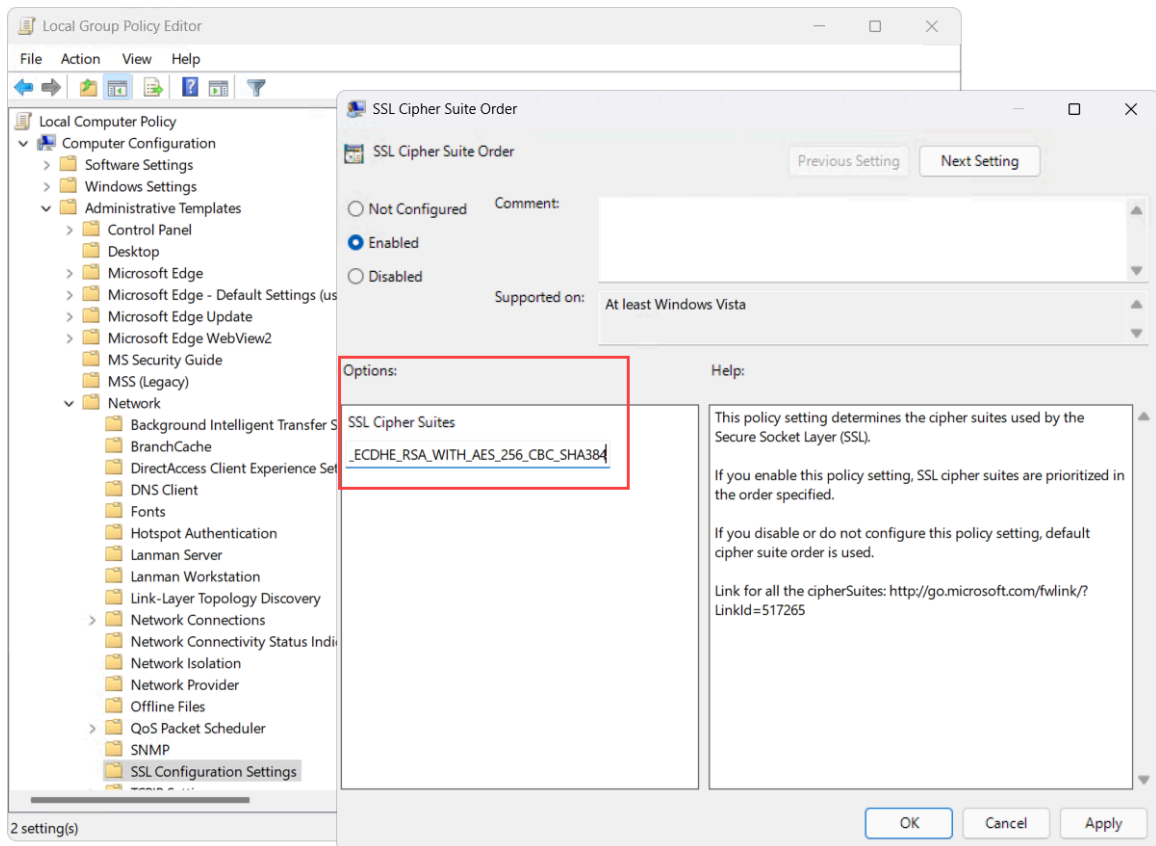 Local Group Policy Editor
File Action View Help
Local Computer Policy
Computer Configuration
Software Settings
Windows Settings
Administrative Templates
Control Panel
Desktop
Microsoft Edge
Microsoft Edge - Default Settings (us
Microsoft Edge Update
Microsoft Edge WebView2
MS Security Guide
MSS (Legacy)
Network
Background Intelligent Transfer S
BranchCache
DirectAccess Client Experience Set
DNS Client
Fonts
Hotspot Authentication
Lanman Server
Lanman Workstation
Link-Layer Topology Discovery
Network Connections
Network Connectivity Status Indi
Network Isolation
Network Provider
Offline Files
QoS Packet Scheduler
SNMP
SSL Configuration Settings
2 setting(s)
SSL Cipher Suite Order
SSL Cipher Suite Order
Previous Setting
Next Setting
Not Configured
Enabled
Disabled
Comment:
Supported on:
At least Windows Vista
Options:
SSL Cipher Suites
_ECDHE_RSA_WITH_AES_256_CBC_SHA384
Help:
This policy setting determines the cipher suites used by the
Secure Socket Layer (SSL).
If you enable this policy setting, SSL cipher suites are prioritized in
the order specified.
If you disable or do not configure this policy setting, default
cipher suite order is used.
Link for all the cipherSuites: http://go.microsoft.com/fwlink/?
LinkId=517265
OK
Cancel
Apply